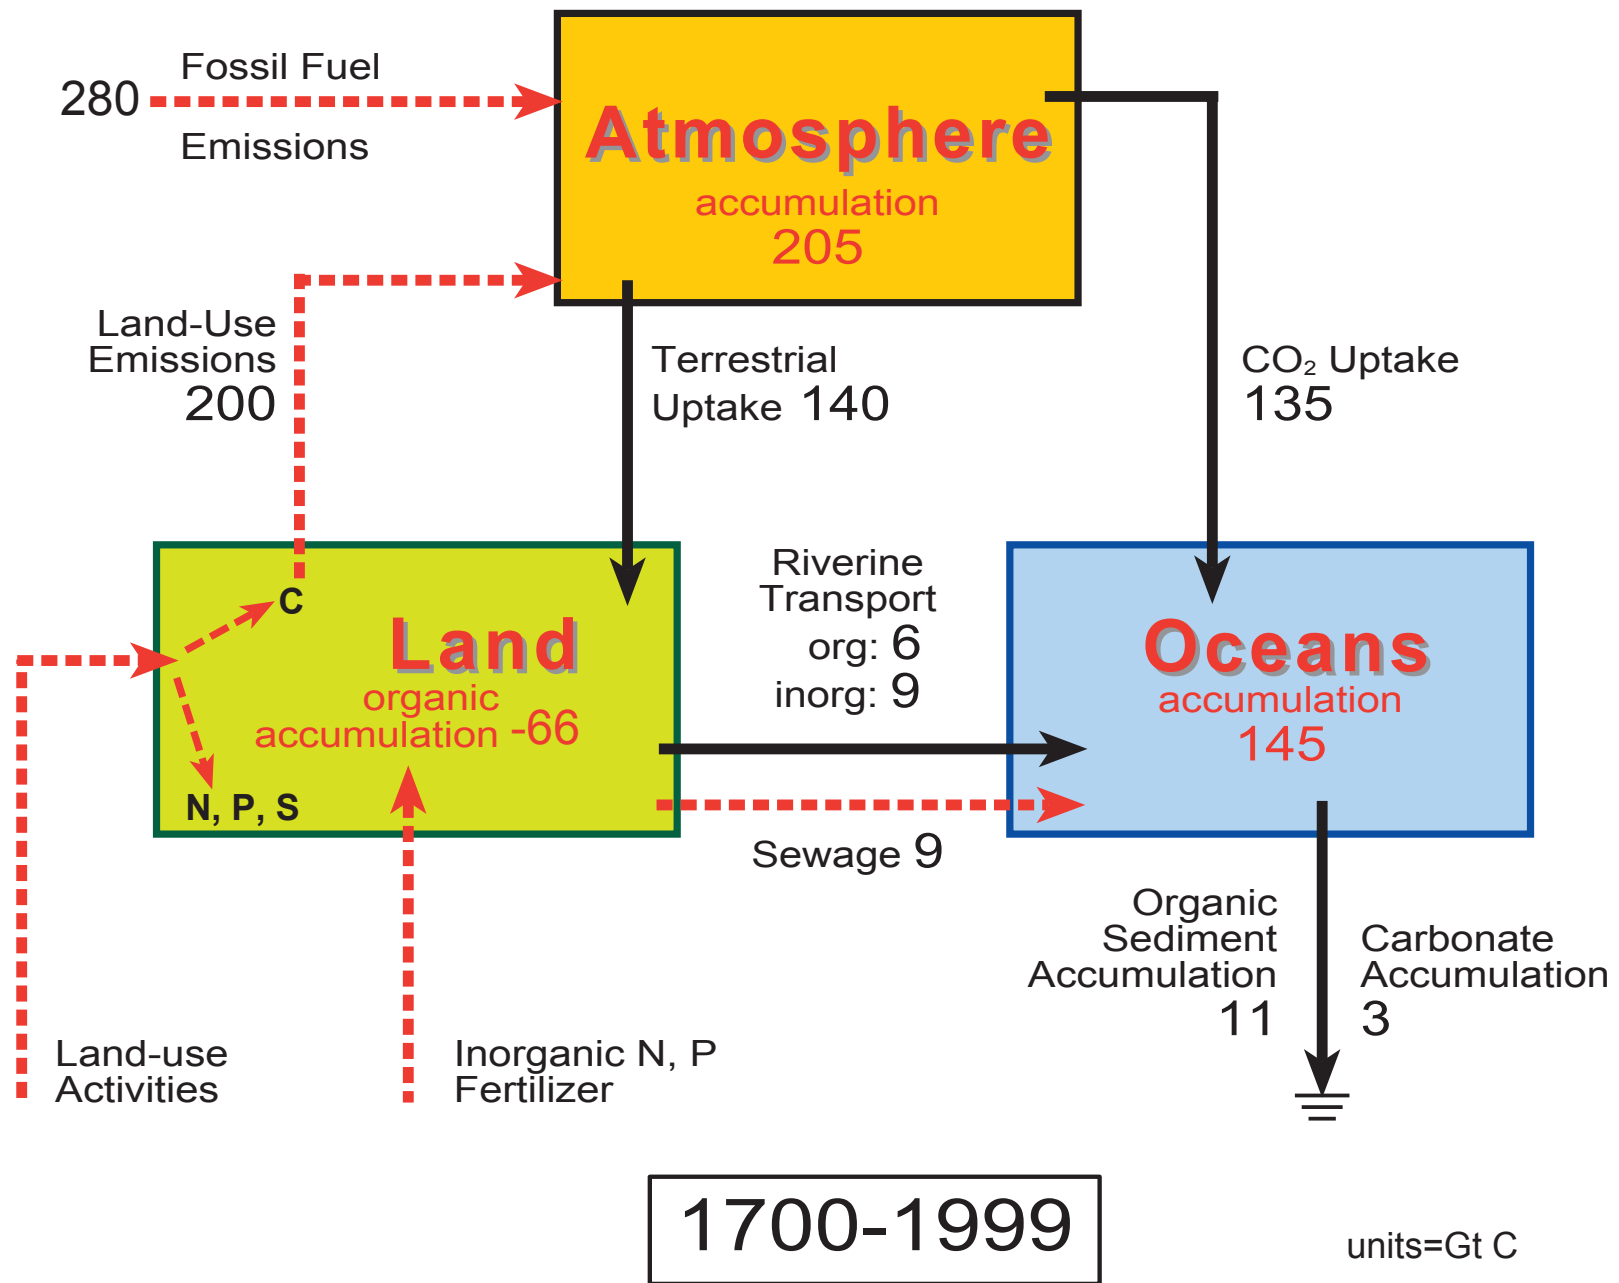 Fossil Fuel
280
Emissions
Atmosphere
accumulation
205
Land-Use
Emissions
200
Terrestrial
Uptake 140
CO₂ Uptake
135
C
Land
organic
accumulation -66
N, P, S
Riverine
Transport
org: 6
inorg: 9
Oceans
accumulation
145
Sewage 9
Organic
Sediment
Accumulation
11
Carbonate
Accumulation
3
Land-use
Activities
Inorganic N, P
Fertilizer
1700-1999
units=Gt C